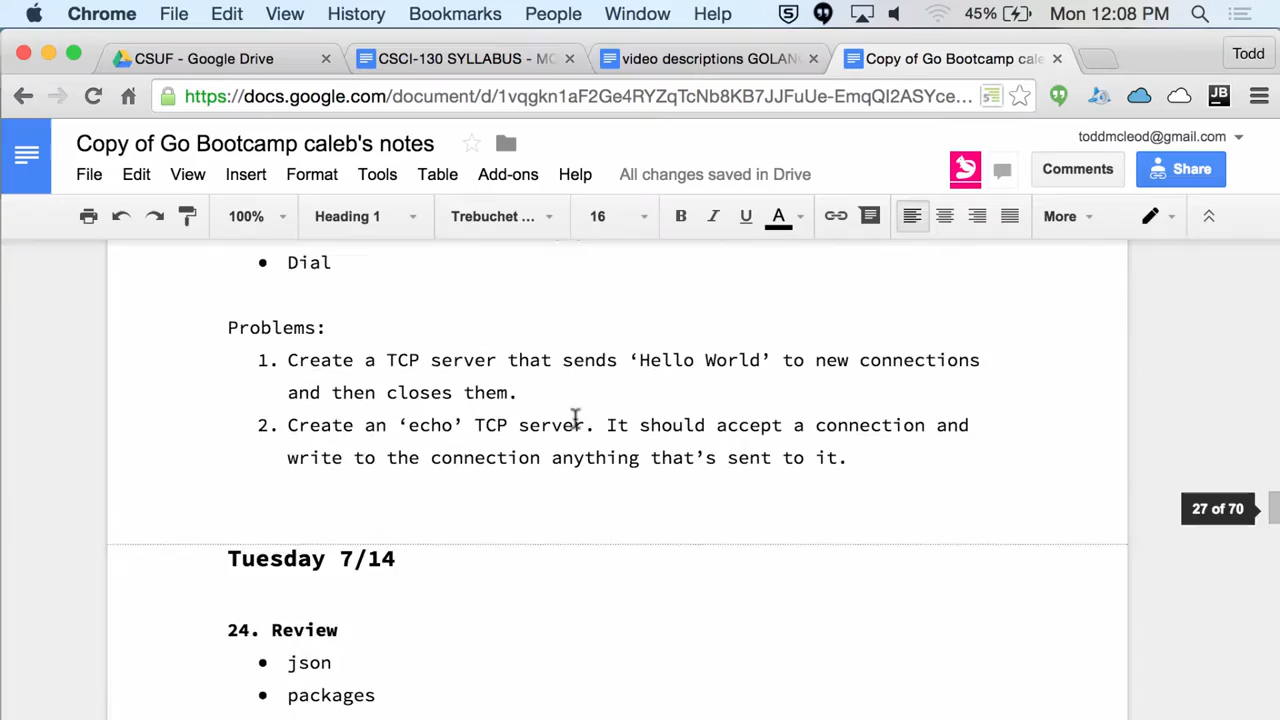 Chrome File Edit View History Bookmarks People Window Help 45% Mon 12:08 PM
CSUF - Google Drive CSCI-130 SYLLABUS - MC video descriptions GOLANG Copy of Go Bootcamp cale Todd
https://docs.google.com/document/d/1vqgkn1aF2Ge4RYZqTcNb8KB7JJFuUe-EmqQI2ASYce...
Copy of Go Bootcamp caleb's notes toddmcleod@gmail.com
File Edit View Insert Format Tools Table Add-ons Help All changes saved in Drive Comments Share
100% Heading 1 Trebuchet ... 16 B I U A More
• Dial
Problems:
1. Create a TCP server that sends ‘Hello World’ to new connections
and then closes them.
2. Create an ‘echo’ TCP server. It should accept a connection and
write to the connection anything that’s sent to it.
27 of 70
Tuesday 7/14
24. Review
• json
• packages